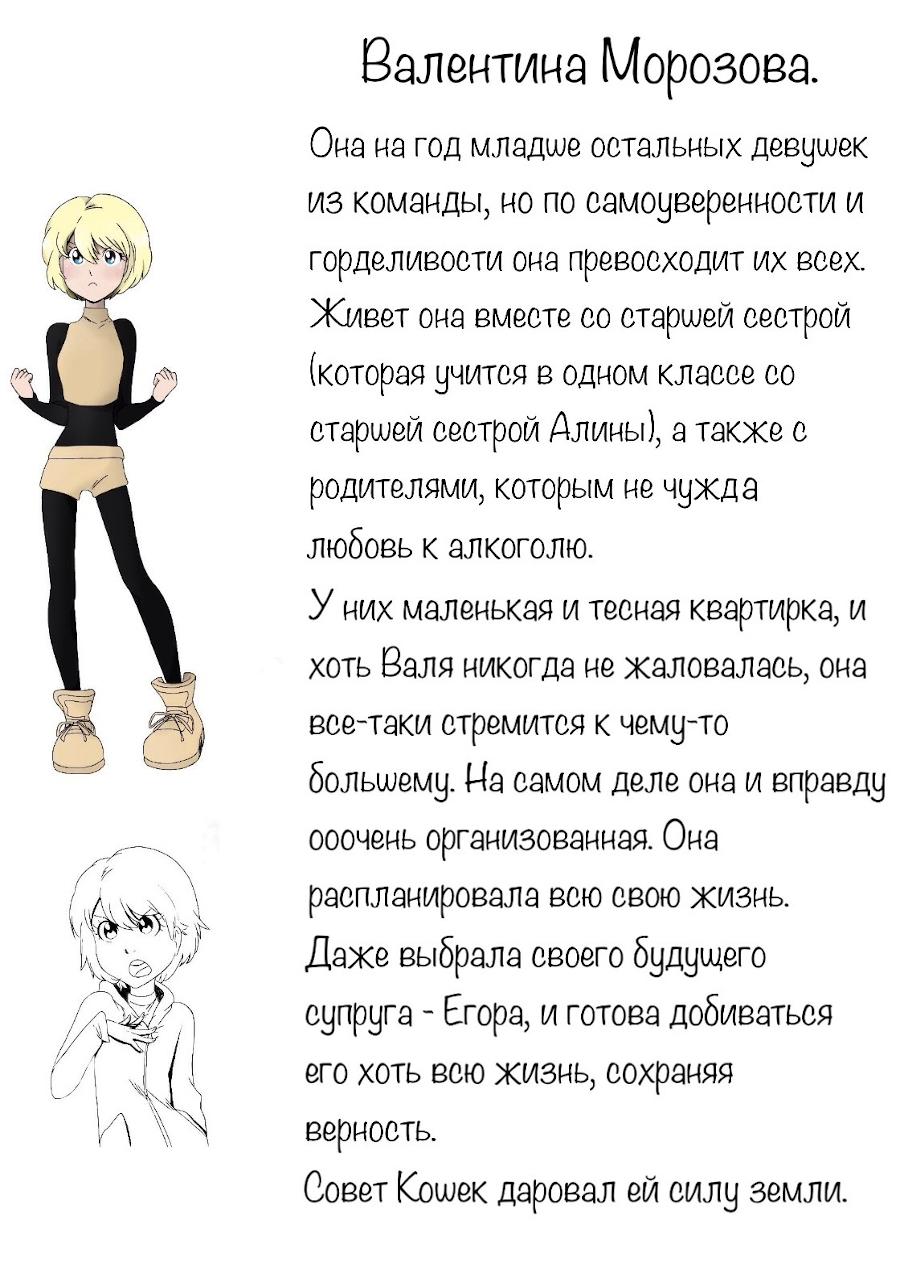 Валентина Морозова.
Она на год младше остальных девушек
из команды, но по самоуверенности и
горделивости она превосходит их всех.
Живет она вместе со старшей сестрой
(которая учится в одном классе со
старшей сестрой Алины), а также с
родителями, которым не чужда
любовь к алкоголю.
У них маленькая и тесная квартирка, и
хоть Валя никогда не жаловалась, она
все-таки стремится к чему-то
большему. На самом деле она и вправду
ооочень организованная. Она
распланировала всю свою жизнь.
Даже выбрала своего будущего
супруга - Егора, и готова добиваться
его хоть всю жизнь, сохраняя
верность.
Совет Кошек даровал ей силу земли.